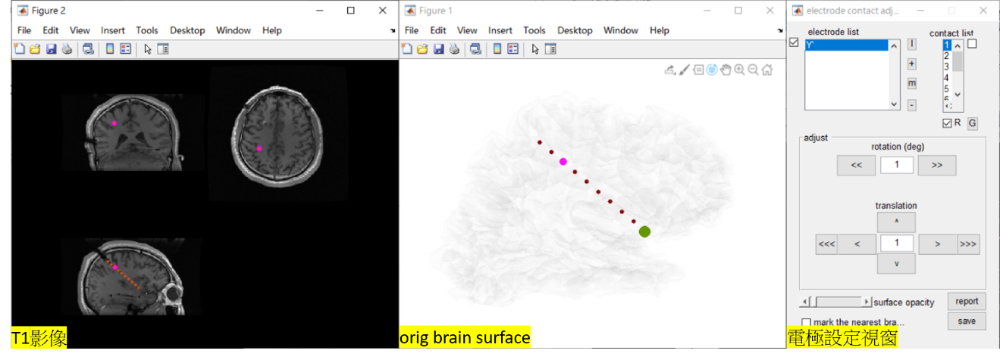 Figure 2
File Edit View Insert Tools Desktop Window Help
T1影像
Figure 1
File Edit View Insert Tools Desktop Window Help
orig brain surface
electrode contact adj...
electrode list
contact list
Y'
1
2
3
4
5
I
+
m
-
R
G
adjust
rotation (deg)
<< 1 >>
translation
^
<<< < 1 > >>>
v
surface opacity
report
mark the nearest bra...
save
電極設定視窗